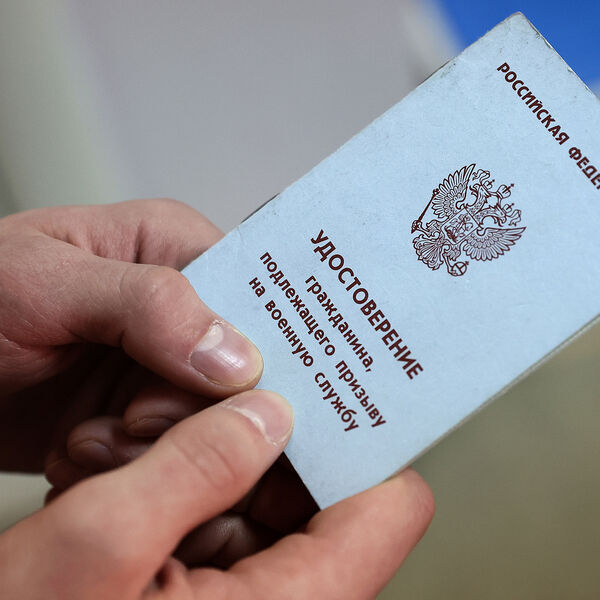 РОССИЙСКАЯ
УДОСТОВЕРЕНИЕ
гражданина,
подлежащего призыву
на военную службу